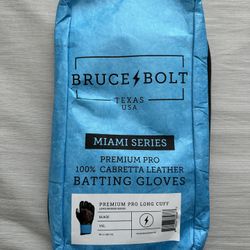 BRUCE BOLT
TEXAS
USA
MIAMI SERIES
PREMIUM PRO
100% CABRETTA LEATHER
BATTING GLOVES
PREMIUM PRO LONG CUFF